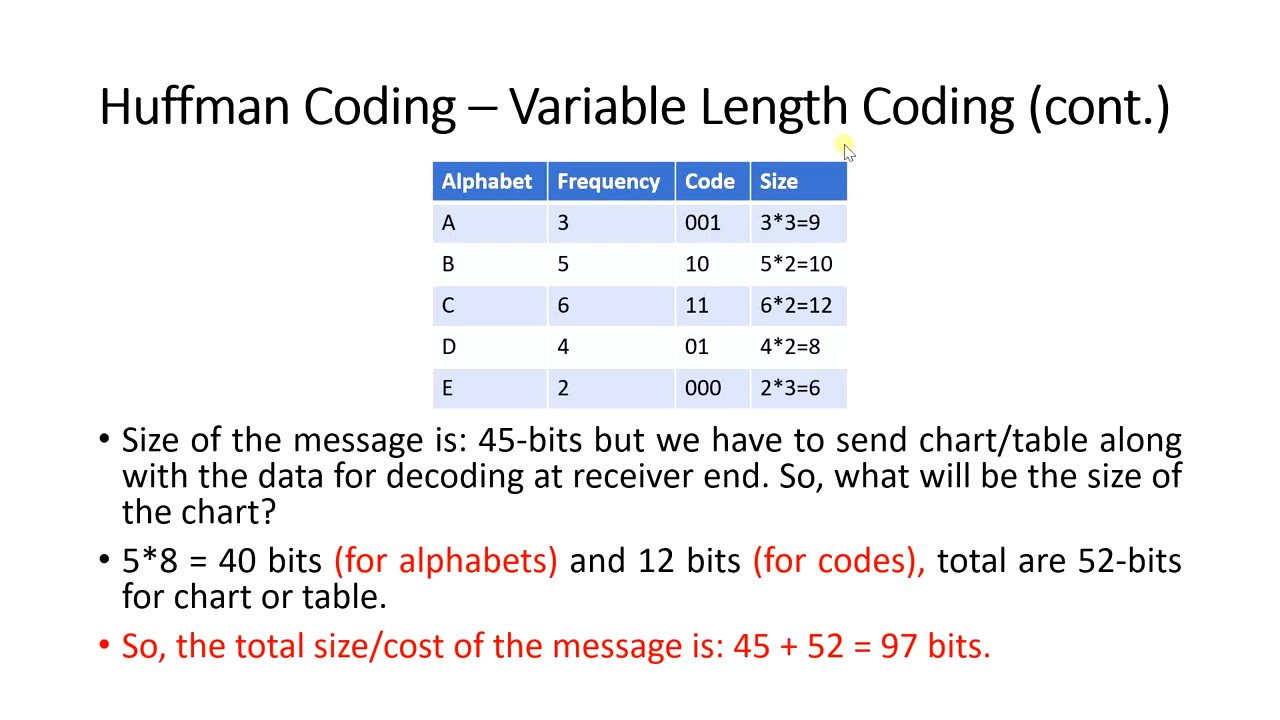 Huffman Coding – Variable Length Coding (cont.)
Alphabet Frequency Code Size
A 3 001 3*3=9
B 5 10 5*2=10
C 6 11 6*2=12
D 4 01 4*2=8
E 2 000 2*3=6
• Size of the message is: 45-bits but we have to send chart/table along
with the data for decoding at receiver end. So, what will be the size of
the chart?
• 5*8 = 40 bits (for alphabets) and 12 bits (for codes), total are 52-bits
for chart or table.
• So, the total size/cost of the message is: 45 + 52 = 97 bits.